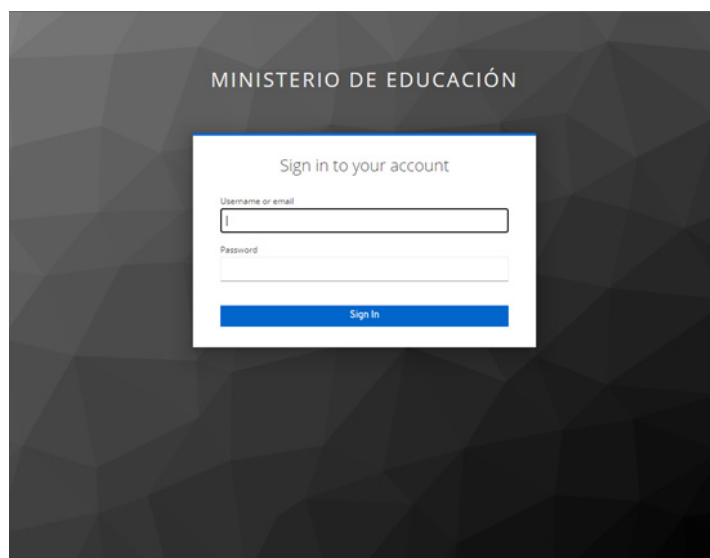 MINISTERIO DE EDUCACIÓN
Sign in to your account
Username or email
Password
Sign In